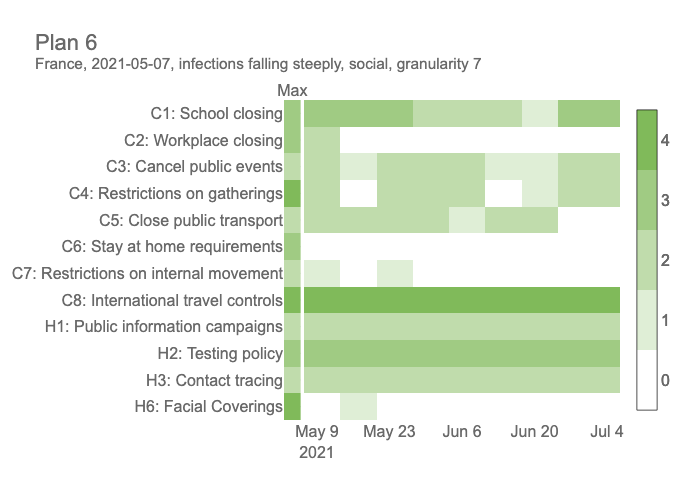 Plan 6
France, 2021-05-07, infections falling steeply, social, granularity 7
Max
C1: School closing
C2: Workplace closing
C3: Cancel public events
C4: Restrictions on gatherings
C5: Close public transport
C6: Stay at home requirements
C7: Restrictions on internal movement
C8: International travel controls
H1: Public information campaigns
H2: Testing policy
H3: Contact tracing
H6: Facial Coverings
4
3
2
1
0
May 9 May 23 Jun 6 Jun 20 Jul 4
2021